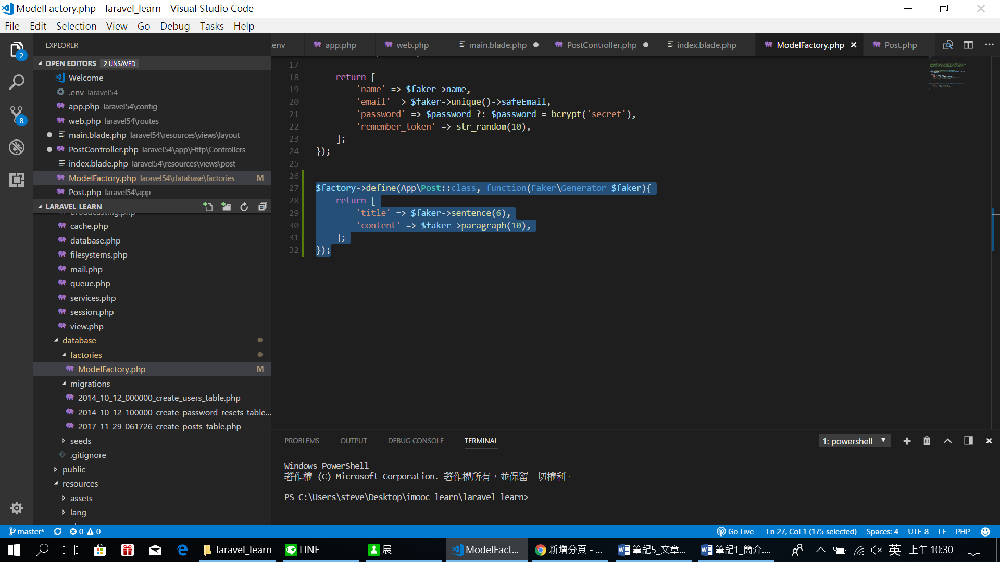 ModelFactory.php - laravel_learn - Visual Studio Code
File Edit Selection View Go Debug Tasks Help
2
8
EXPLORER
OPEN EDITORS 2 UNSAVED
Welcome
.env laravel54
app.php laravel54\config
web.php laravel54\routes
main.blade.php laravel54\resources\views\layout
PostController.php laravel54\app\Http\Controllers
index.blade.php laravel54\resources\views\post
ModelFactory.php laravel54\database\factories M
Post.php laravel54\app
LARAVEL_LEARN
broadcasting.php
cache.php
database.php
filesystems.php
mail.php
queue.php
services.php
session.php
view.php
database
factories
ModelFactory.php M
migrations
2014_10_12_000000_create_users_table.php
2014_10_12_100000_create_password_resets_table...
2017_11_29_061726_create_posts_table.php
seeds
.gitignore
public
resources
assets
lang
env app.php web.php main.blade.php PostController.php index.blade.php ModelFactory.php Post.php
17
18 return [
19 'name' => $faker->name,
20 'email' => $faker->unique()->safeEmail,
21 'password' => $password ?: $password = bcrypt('secret'),
22 'remember_token' => str_random(10),
23 ];
24 });
25
26
27 $factory->define(App\Post::class, function(Faker\Generator $faker){
28 return [
29 'title' => $faker->sentence(6),
30 'content' => $faker->paragraph(10),
31 ];
32 });
PROBLEMS OUTPUT DEBUG CONSOLE TERMINAL 1: powershell
Windows PowerShell
著作權 (C) Microsoft Corporation. 著作權所有，並保留一切權利。
PS C:\Users\steve\Desktop\imooc_learn\laravel_learn>
master* 0 0 Go Live Ln 27, Col 1 (175 selected) Spaces: 4 UTF-8 LF PHP
laravel_learn LINE 展 ModelFact... 新增分頁 - ... 筆記5_文章... 筆記1_簡介.... 英 上午 10:30